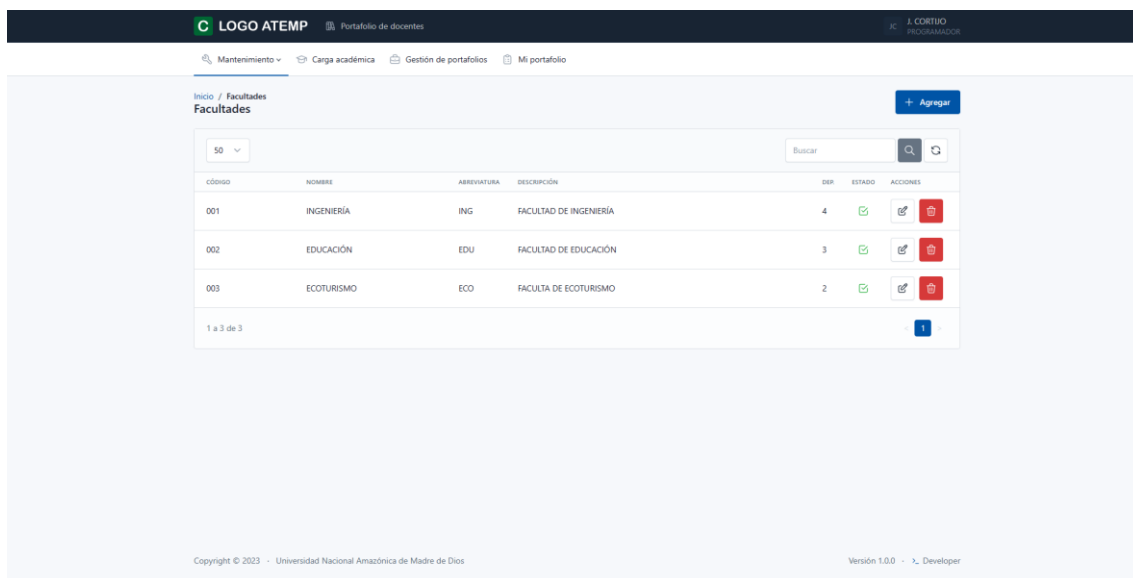 C LOGO ATEMP Portafolio de docentes JC J. CORTIJO
PROGRAMADOR
Mantenimiento Carga académica Gestión de portafolios Mi portafolio
Inicio / Facultades
Facultades
+ Agregar
50 Buscar
CÓDIGO NOMBRE ABREVIATURA DESCRIPCIÓN DEP. ESTADO ACCIONES
001 INGENIERÍA ING FACULTAD DE INGENIERÍA 4
002 EDUCACIÓN EDU FACULTAD DE EDUCACIÓN 3
003 ECOTURISMO ECO FACULTA DE ECOTURISMO 2
1 a 3 de 3 < 1 >
Copyright © 2023 - Universidad Nacional Amazónica de Madre de Dios Versión 1.0.0 - >_ Developer